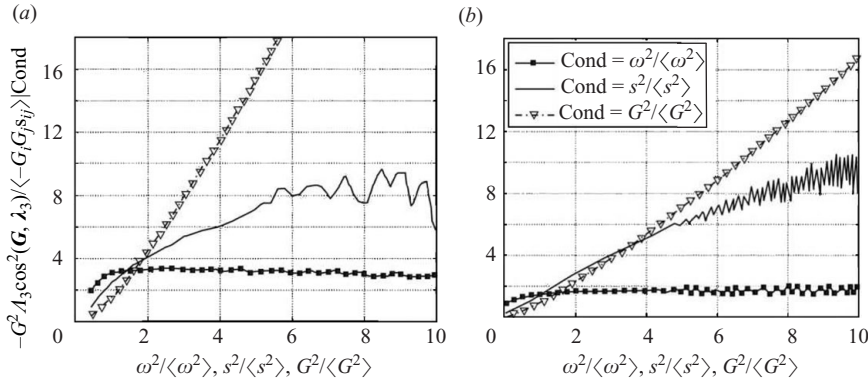 (a)
(b)
−G²Λ₃cos²(G, λ₃)/⟨−GᵢGⱼsᵢⱼ⟩|Cond
16
12
8
4
0
2
4
6
8
10
ω²/⟨ω²⟩, s²/⟨s²⟩, G²/⟨G²⟩
Cond = ω²/⟨ω²⟩
Cond = s²/⟨s²⟩
Cond = G²/⟨G²⟩
16
12
8
4
0
2
4
6
8
10
ω²/⟨ω²⟩, s²/⟨s²⟩, G²/⟨G²⟩